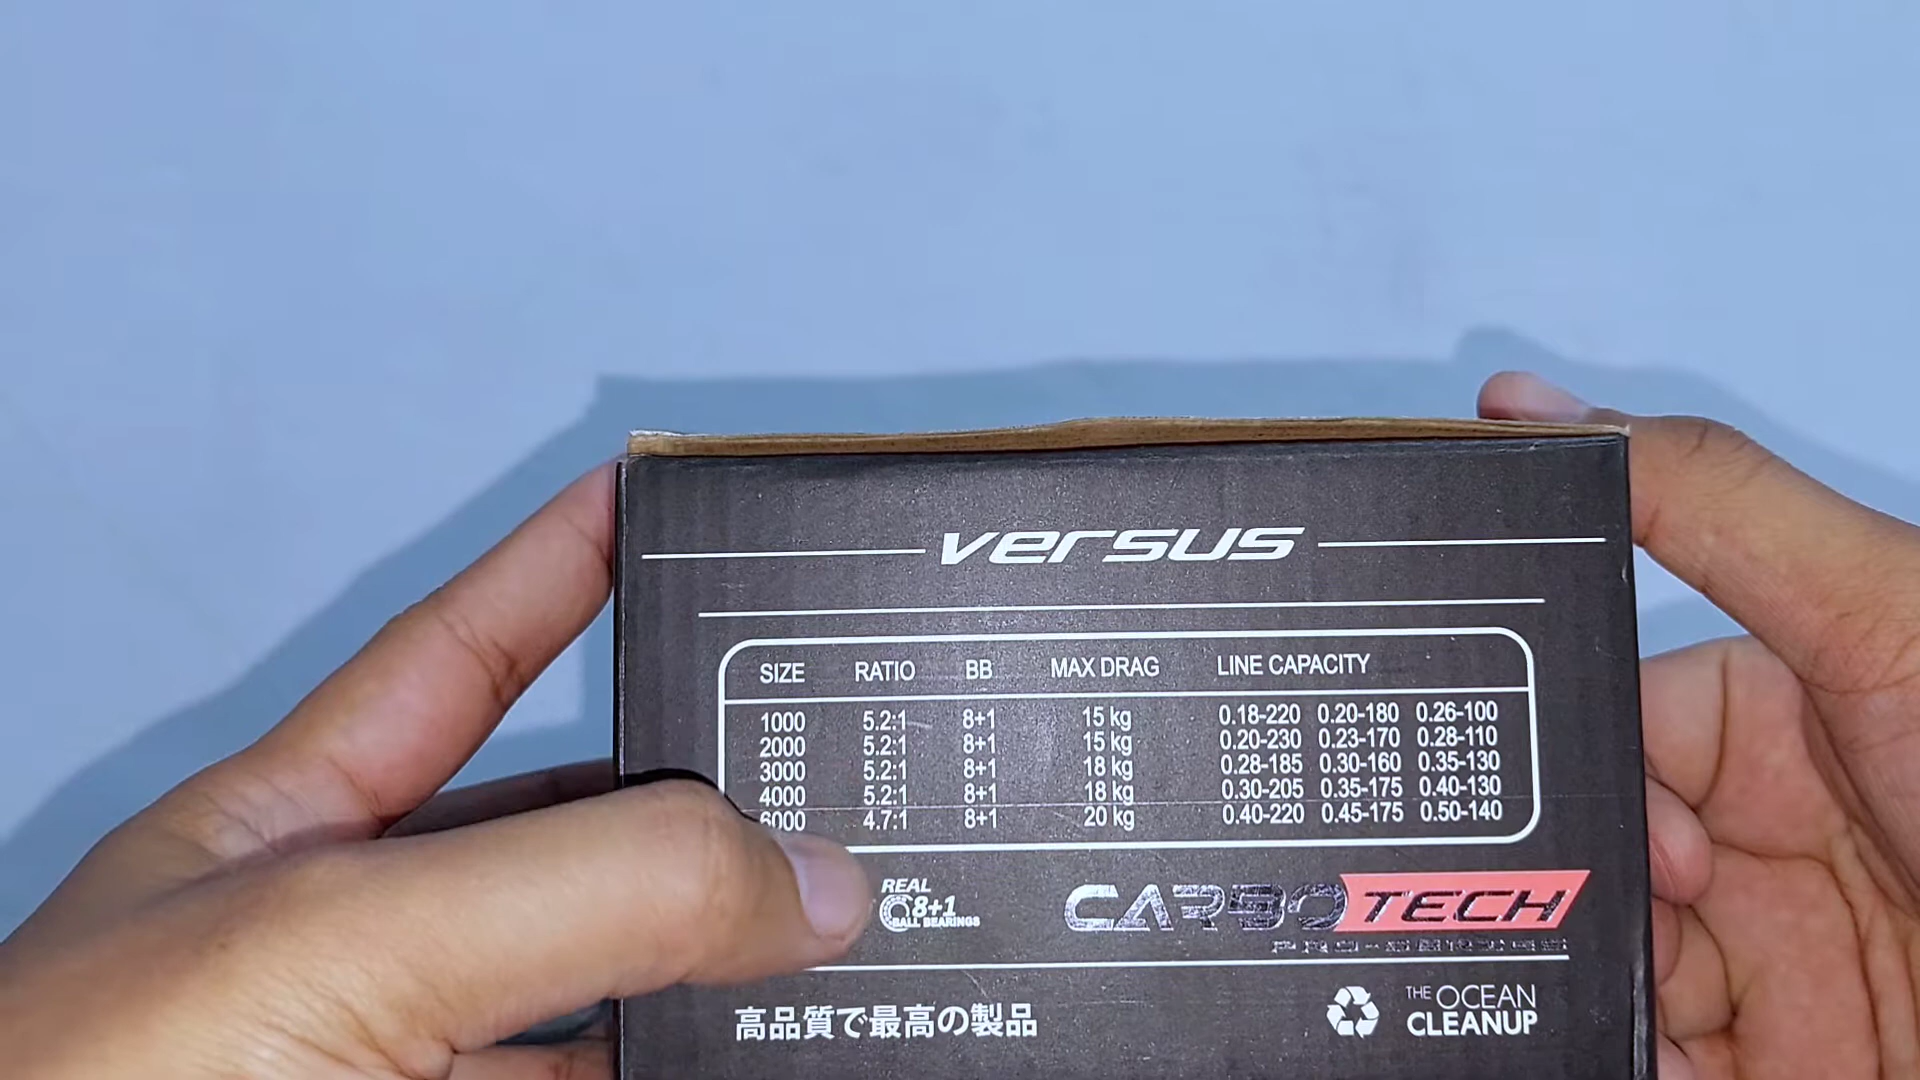 versus
SIZE RATIO BB MAX DRAG LINE CAPACITY
1000 5.2:1 8+1 15 kg 0.18-220 0.20-180 0.26-100
2000 5.2:1 8+1 15 kg 0.20-230 0.23-170 0.28-110
3000 5.2:1 8+1 18 kg 0.28-185 0.30-160 0.35-130
4000 5.2:1 8+1 18 kg 0.30-205 0.35-175 0.40-130
6000 4.7:1 8+1 20 kg 0.40-220 0.45-175 0.50-140
REAL
8+1
BALL BEARINGS
CARBO TECH
高品質で最高の製品
THE OCEAN
CLEANUP